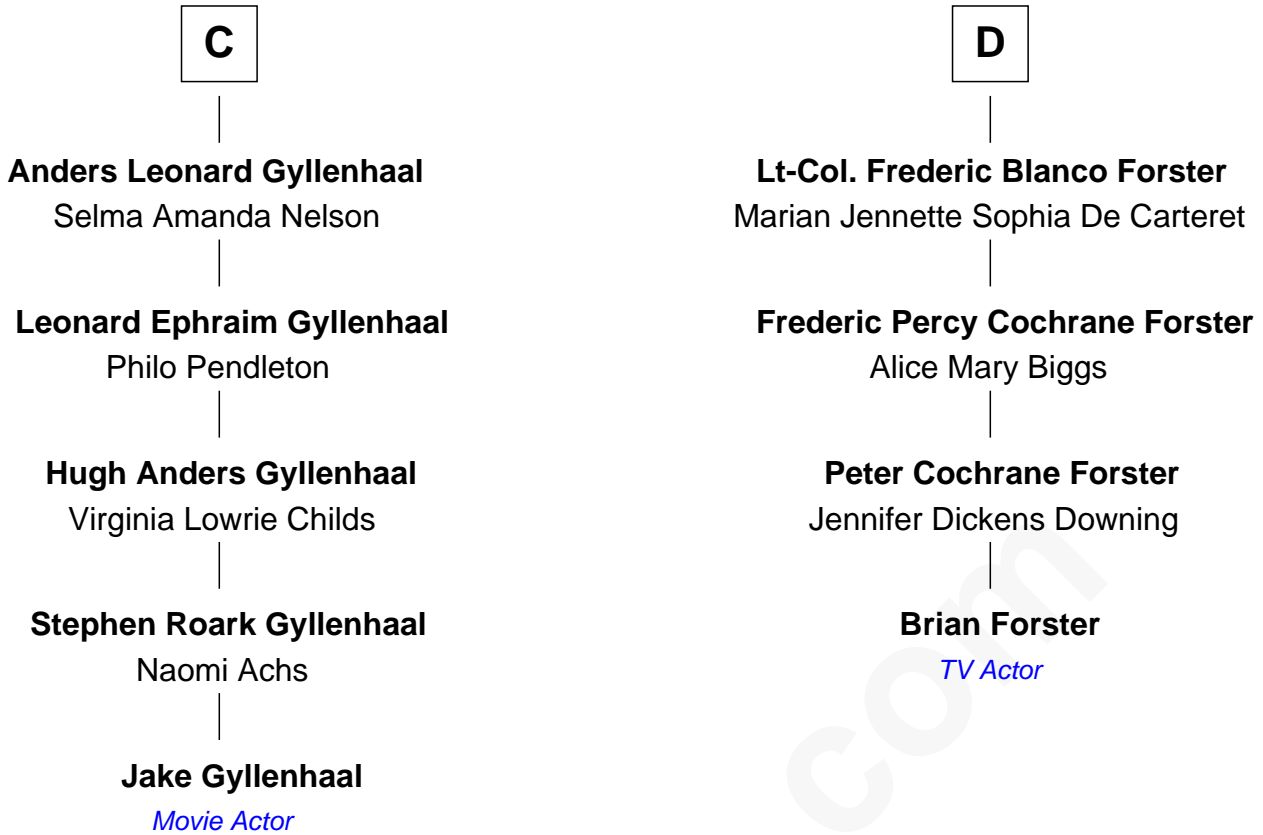 C
Anders Leonard Gyllenhaal
Selma Amanda Nelson
Leonard Ephraim Gyllenhaal
Philo Pendleton
Hugh Anders Gyllenhaal
Virginia Lowrie Childs
Stephen Roark Gyllenhaal
Naomi Achs
Jake Gyllenhaal
Movie Actor
D
Lt-Col. Frederic Blanco Forster
Marian Jennette Sophia De Carteret
Frederic Percy Cochrane Forster
Alice Mary Biggs
Peter Cochrane Forster
Jennifer Dickens Downing
Brian Forster
TV Actor
com